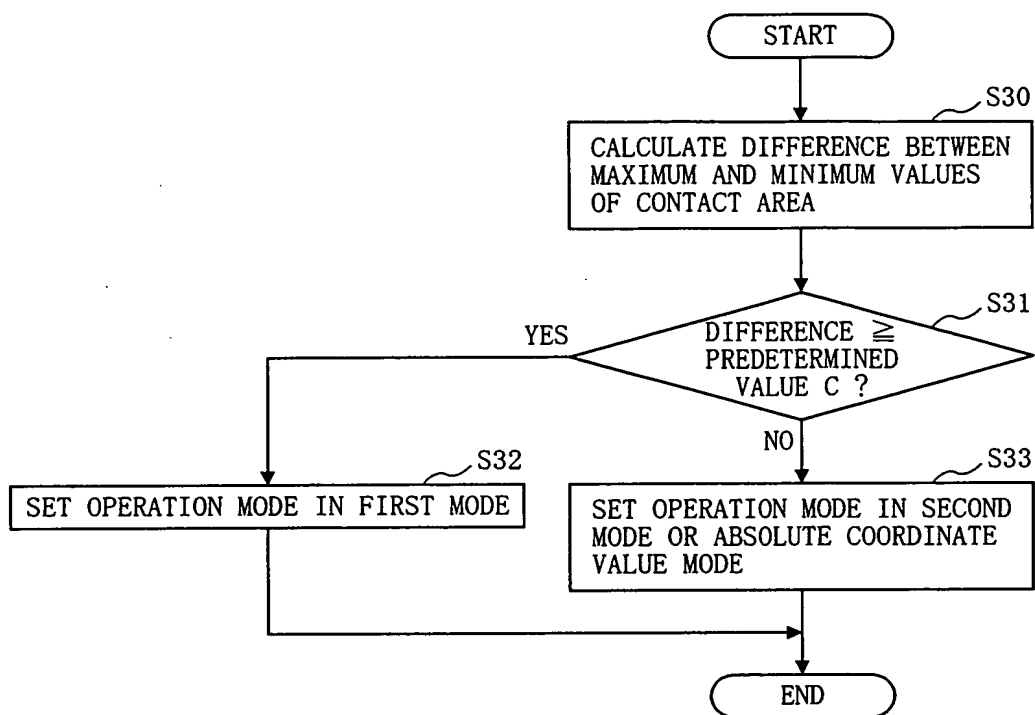 START
S30
CALCULATE DIFFERENCE BETWEEN
MAXIMUM AND MINIMUM VALUES
OF CONTACT AREA
S31
DIFFERENCE ≧
PREDETERMINED
VALUE C ?
YES
NO
S32
SET OPERATION MODE IN FIRST MODE
S33
SET OPERATION MODE IN SECOND
MODE OR ABSOLUTE COORDINATE
VALUE MODE
END